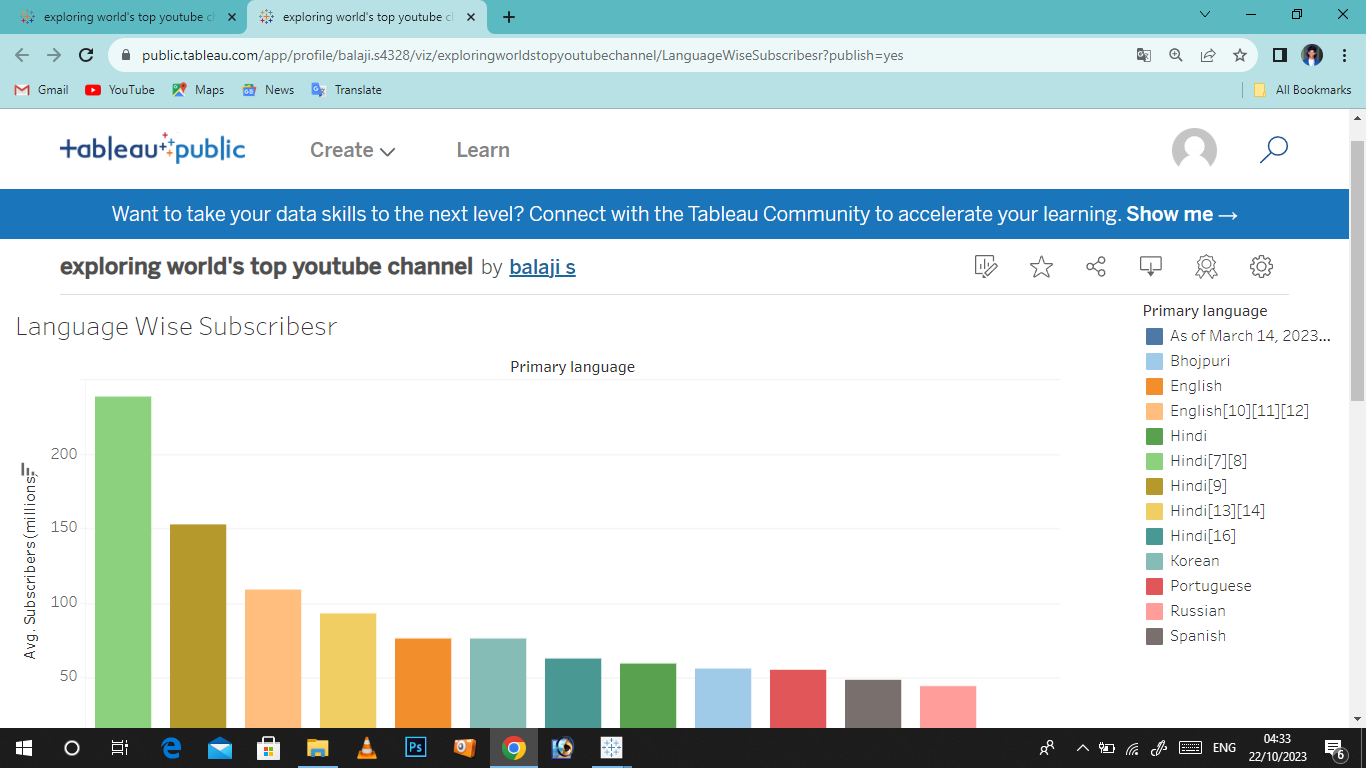 exploring world's top youtube c
exploring world's top youtube c
public.tableau.com/app/profile/balaji.s4328/viz/exploringworldstopyoutubechannel/LanguageWiseSubscribesr?publish=yes
Gmail
YouTube
Maps
News
Translate
All Bookmarks
+ableau public
Create
Learn
Want to take your data skills to the next level? Connect with the Tableau Community to accelerate your learning. Show me →
exploring world's top youtube channel by balaji s
Language Wise Subscribesr
Primary language
Avg. Subscribers (millions)
200
150
100
50
Primary language
As of March 14, 2023...
Bhojpuri
English
English[10][11][12]
Hindi
Hindi[7][8]
Hindi[9]
Hindi[13][14]
Hindi[16]
Korean
Portuguese
Russian
Spanish
Ps
ENG
04:33
22/10/2023
6